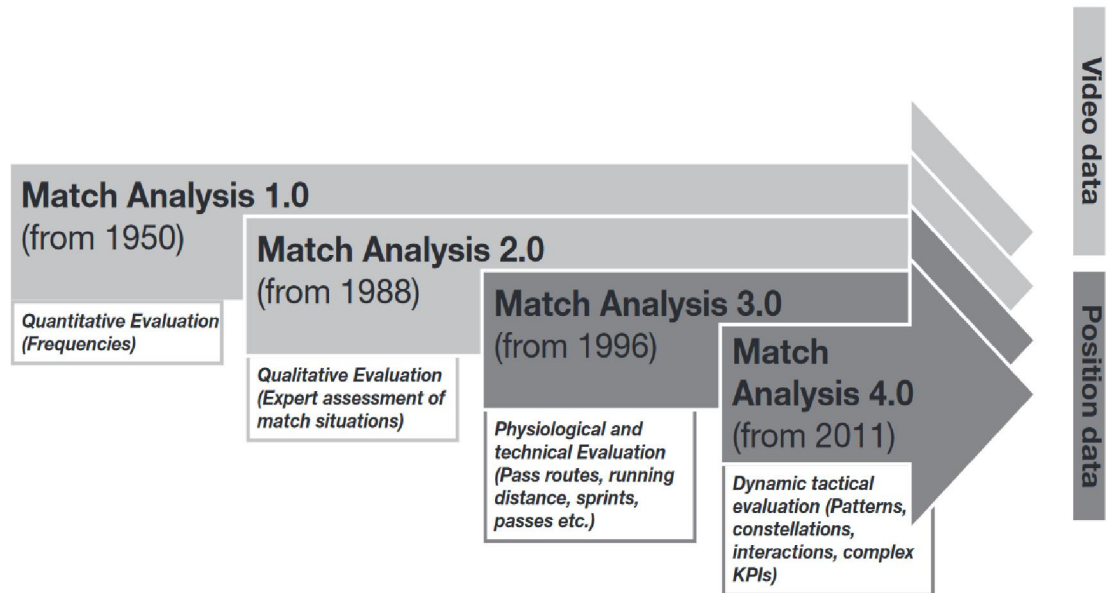 Match Analysis 1.0
(from 1950)
Quantitative Evaluation
(Frequencies)
Match Analysis 2.0
(from 1988)
Qualitative Evaluation
(Expert assessment of
match situations)
Match Analysis 3.0
(from 1996)
Physiological and
technical Evaluation
(Pass routes, running
distance, sprints,
passes etc.)
Match
Analysis 4.0
(from 2011)
Dynamic tactical
evaluation (Patterns,
constellations,
interactions, complex
KPIs)
Video data
Position data